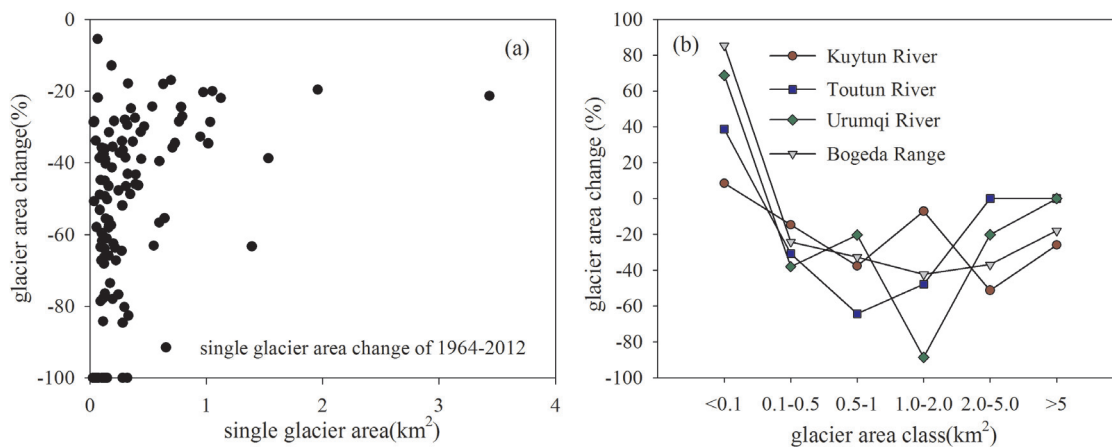 0
-20
-40
-60
-80
-100
glacier area change(%)
(a)
single glacier area change of 1964-2012
0 1 2 3 4
single glacier area(km²)
100
80
60
40
20
0
-20
-40
-60
-80
-100
glacier area change (%)
(b)
Kuytun River
Toutun River
Urumqi River
Bogeda Range
<0.1 0.1-0.5 0.5-1 1.0-2.0 2.0-5.0 >5
glacier area class(km²)